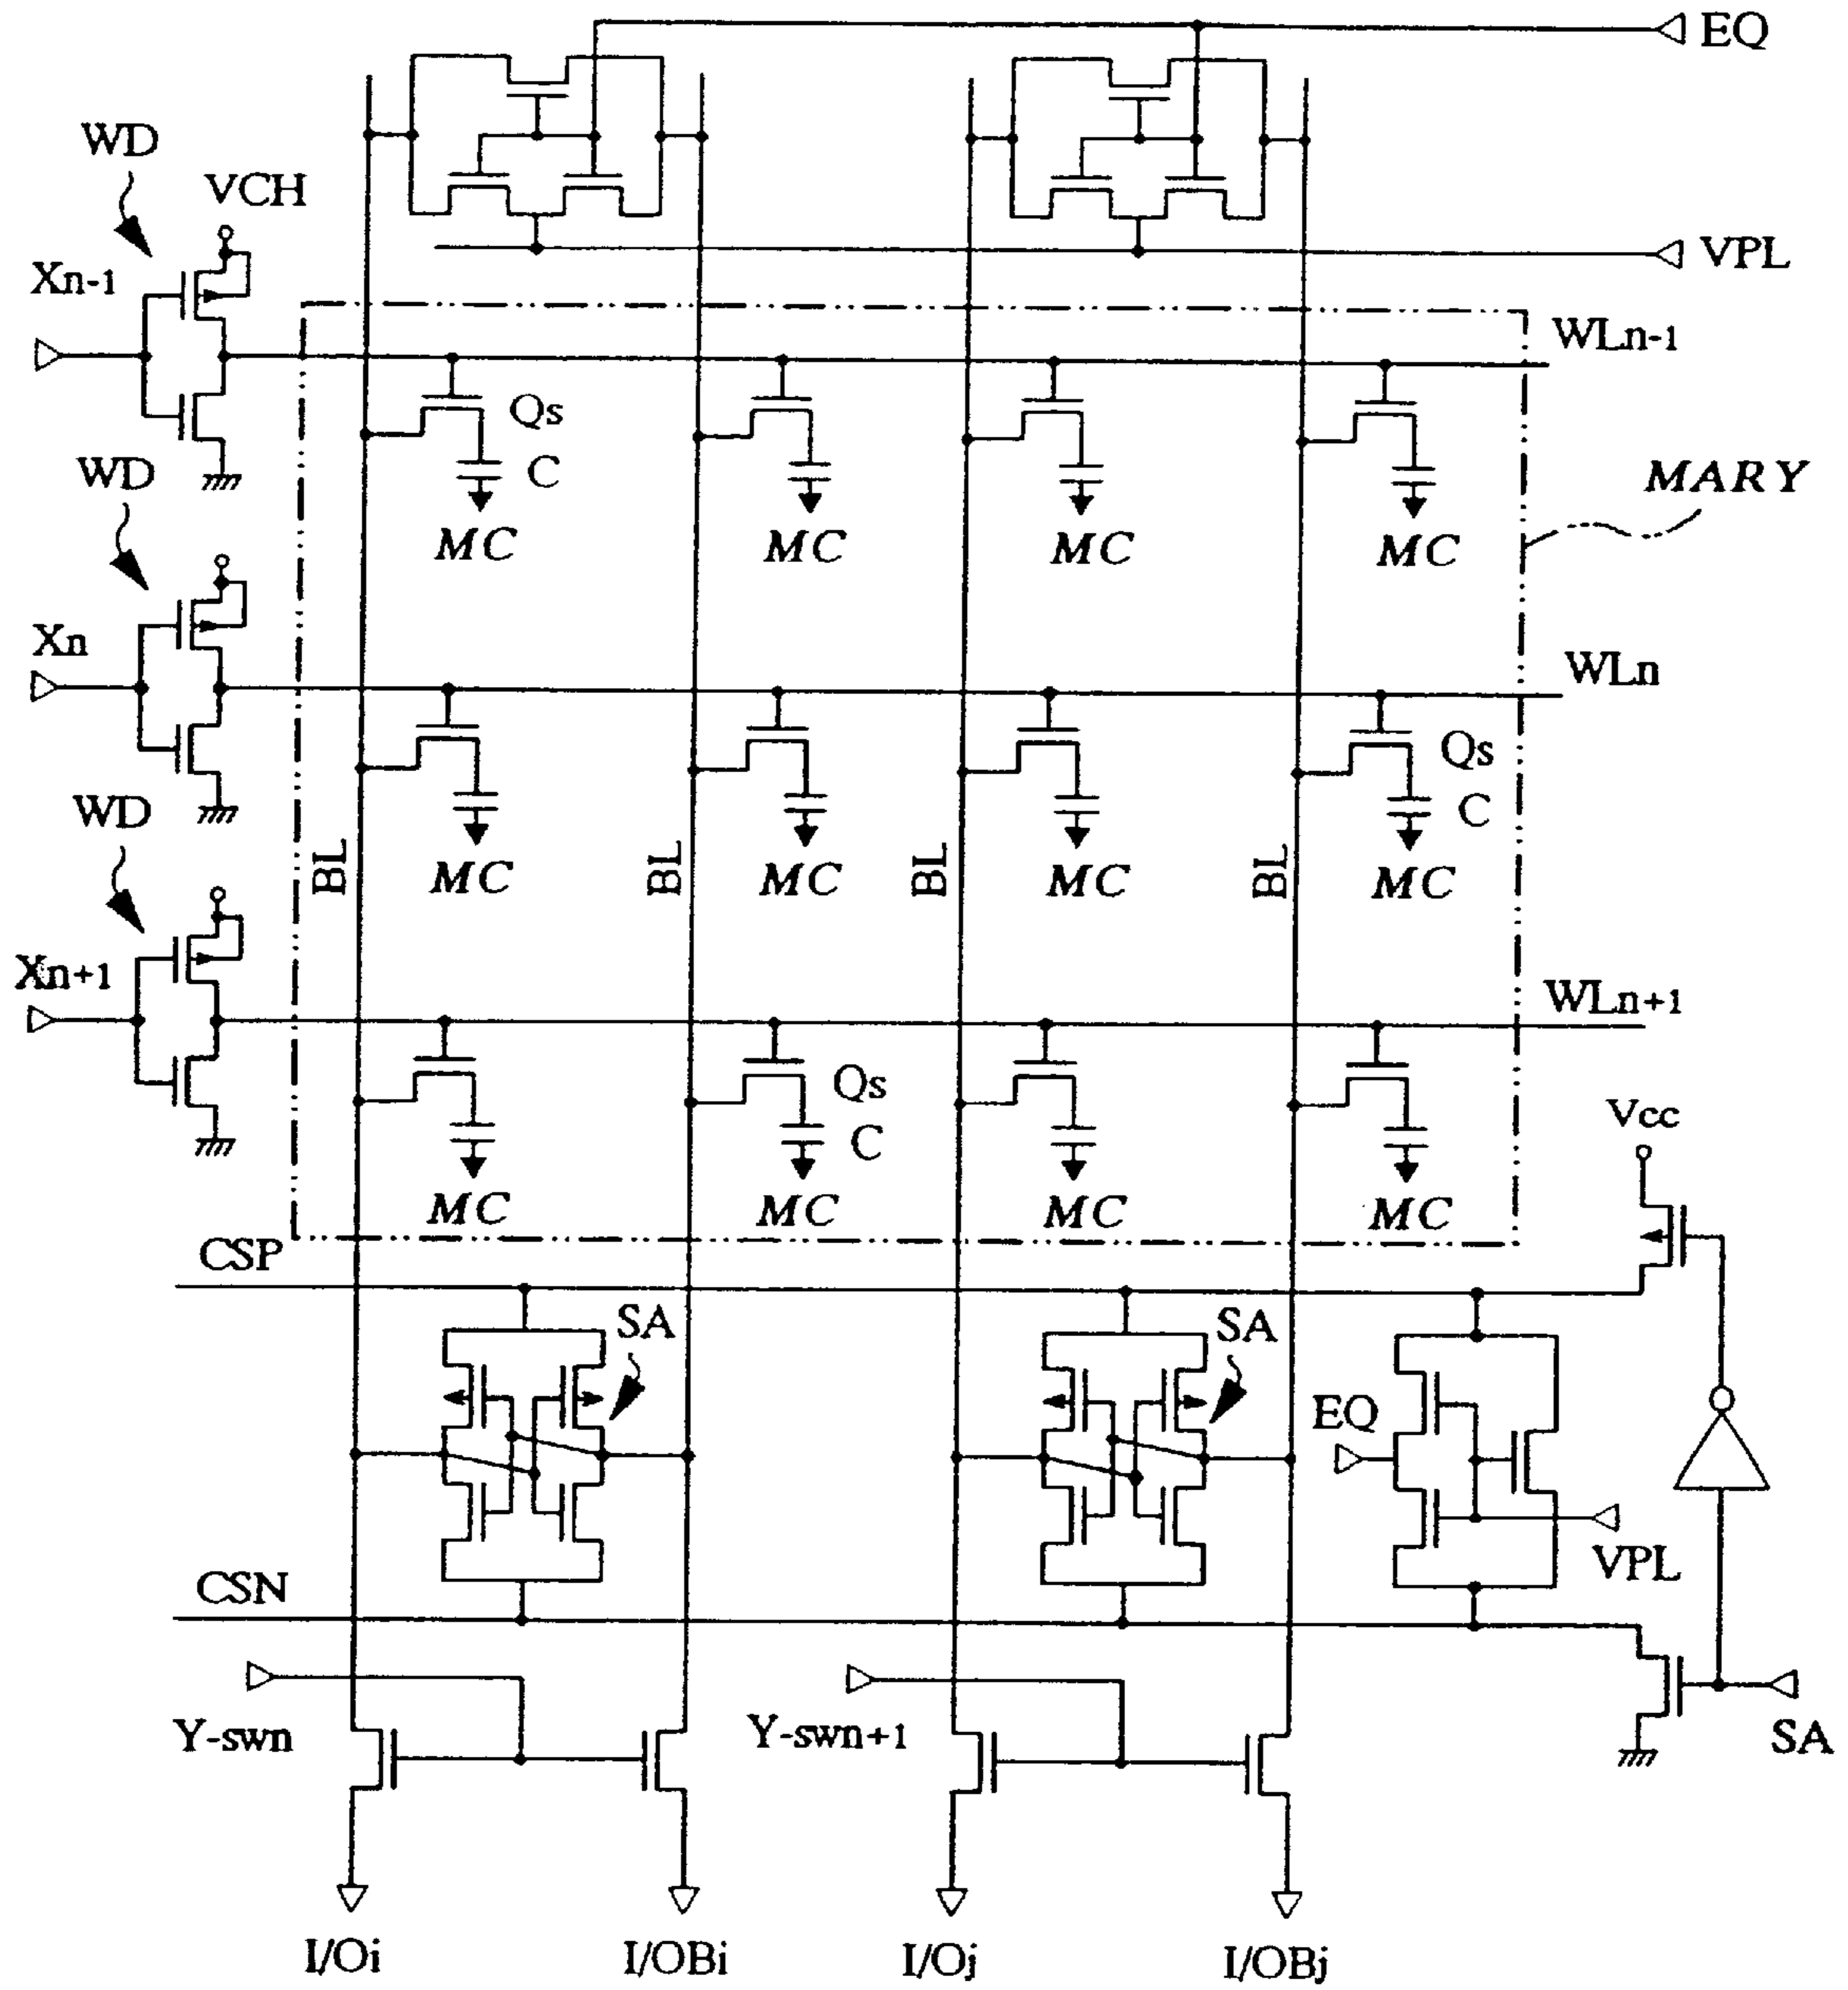 EQ
WD
VCH
VPL
Xn-1
WLn-1
Qs
WD
C
MARY
MC MC MC MC
Xn
WLn
Qs
WD
C
BL BL BL BL
MC MC MC MC
Xn+1
WLn+1
Qs
Vcc
C
MC MC MC MC
CSP
SA SA
EQ
VPL
CSN
Y-swn Y-swn+1
SA
I/Oi I/OBi I/Oj I/OBj